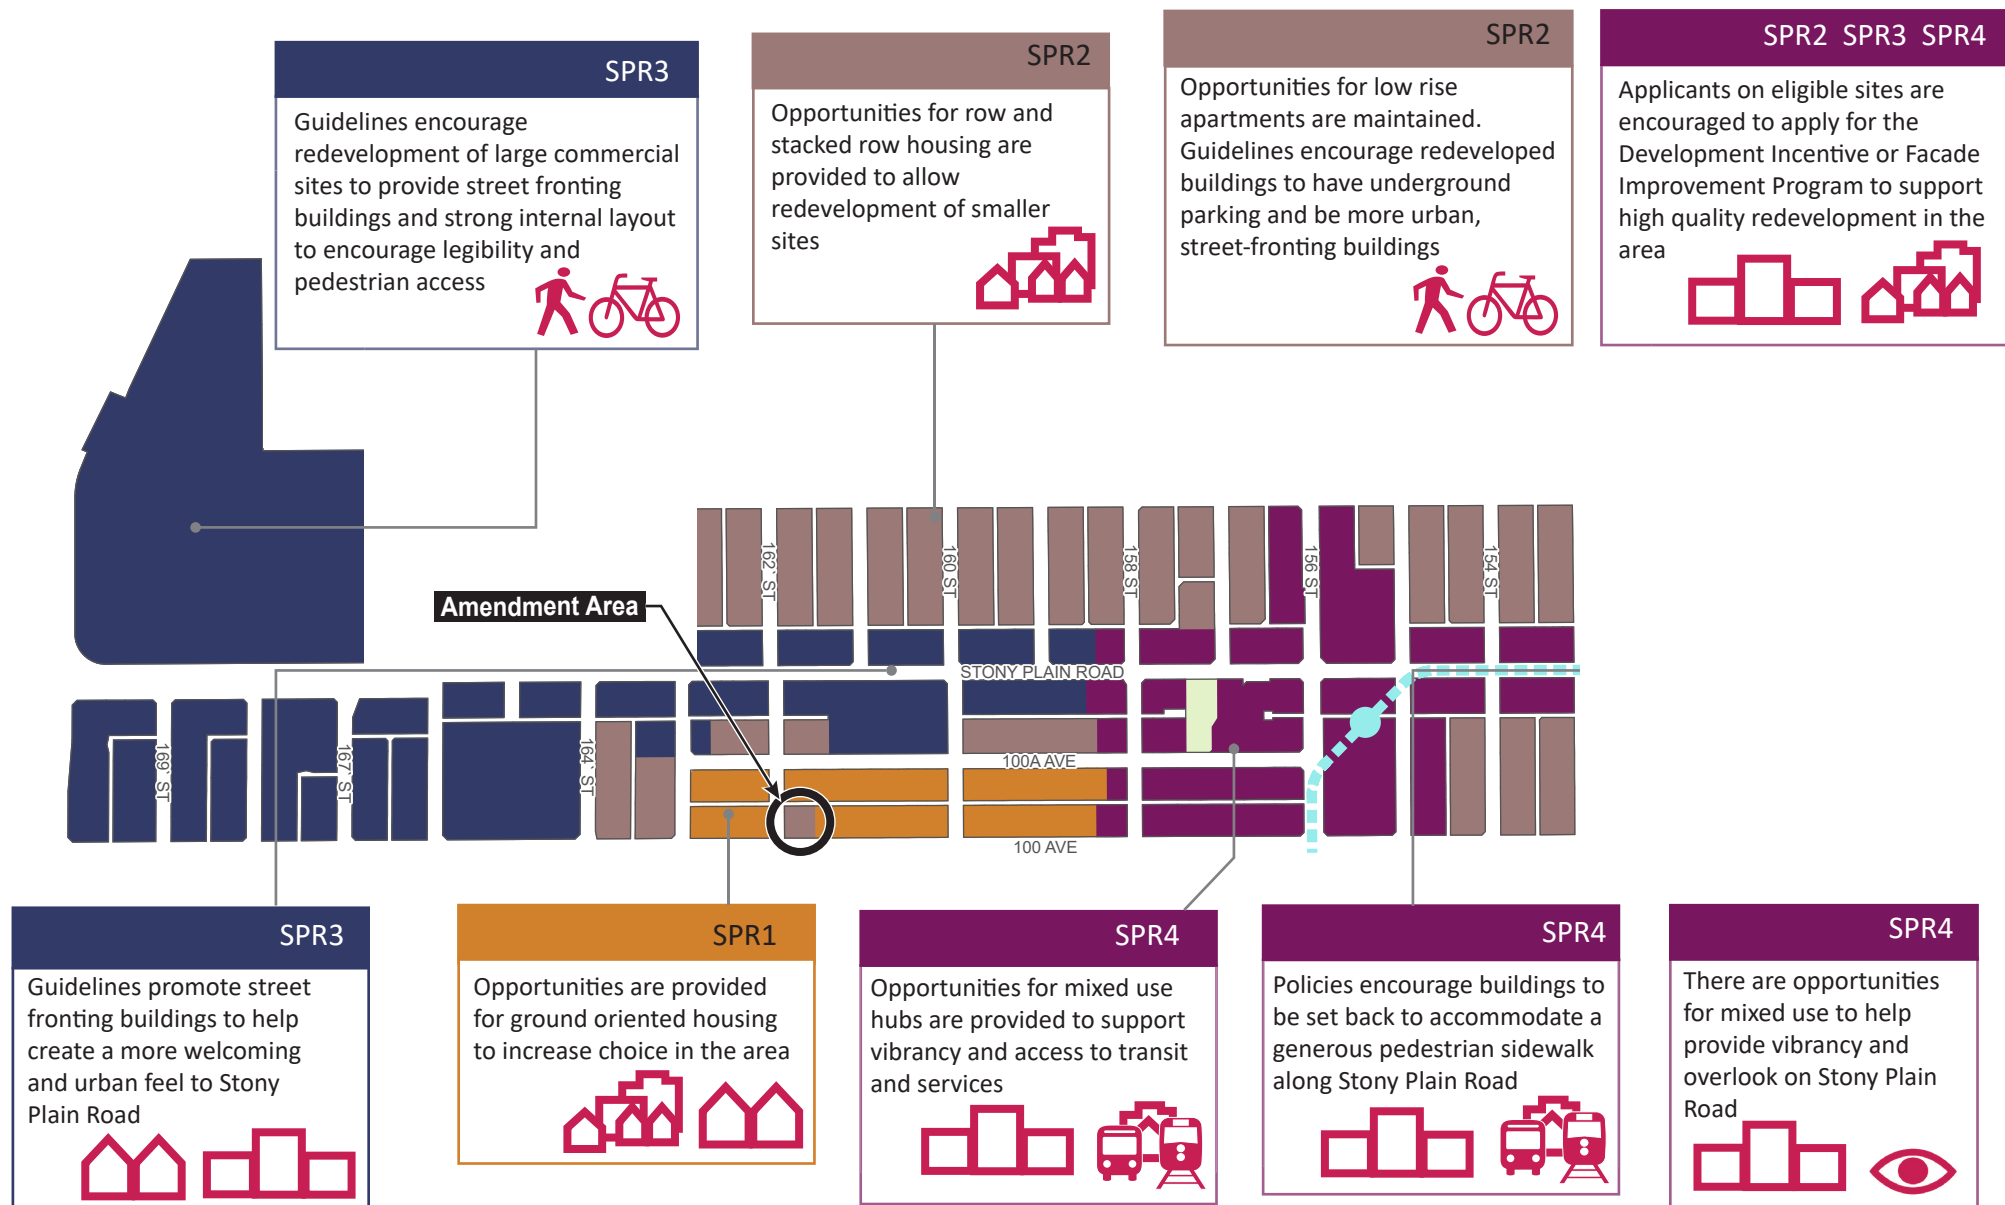 SPR3
Guidelines encourage
redevelopment of large commercial
sites to provide street fronting
buildings and strong internal layout
to encourage legibility and
pedestrian access
SPR2
Opportunities for row and
stacked row housing are
provided to allow
redevelopment of smaller
sites
SPR2
Opportunities for low rise
apartments are maintained.
Guidelines encourage redeveloped
buildings to have underground
parking and be more urban,
street-fronting buildings
SPR2 SPR3 SPR4
Applicants on eligible sites are
encouraged to apply for the
Development Incentive or Facade
Improvement Program to support
high quality redevelopment in the
area
162` ST
160 ST
158 ST
156 ST
154 ST
Amendment Area
STONY PLAIN ROAD
169` ST
167` ST
164` ST
100A AVE
100 AVE
SPR3
Guidelines promote street
fronting buildings to help
create a more welcoming
and urban feel to Stony
Plain Road
SPR1
Opportunities are provided
for ground oriented housing
to increase choice in the area
SPR4
Opportunities for mixed use
hubs are provided to support
vibrancy and access to transit
and services
SPR4
Policies encourage buildings to
be set back to accommodate a
generous pedestrian sidewalk
along Stony Plain Road
SPR4
There are opportunities
for mixed use to help
provide vibrancy and
overlook on Stony Plain
Road